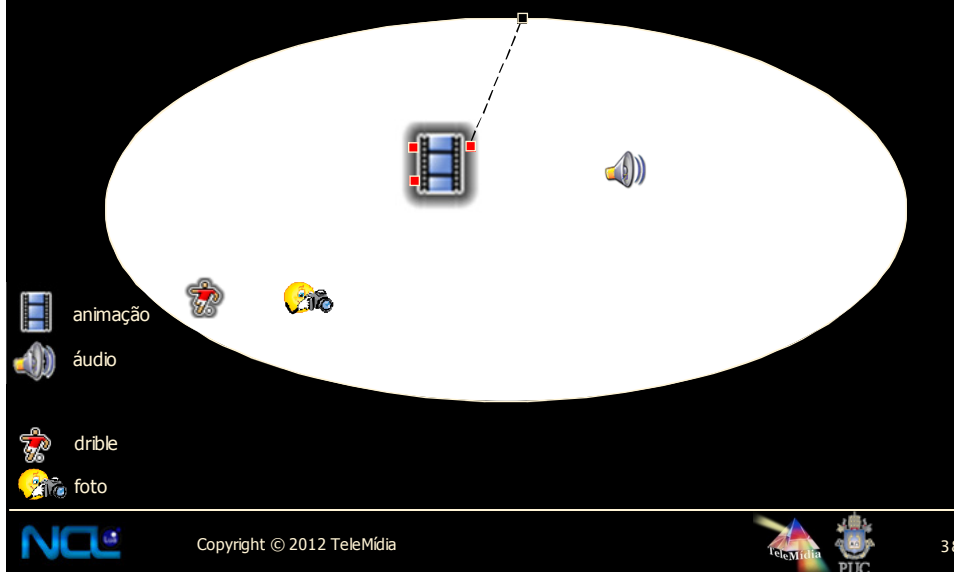 animação
áudio
drible
foto
NCL
Copyright © 2012 TeleMídia
TeleMídia
PUC
38